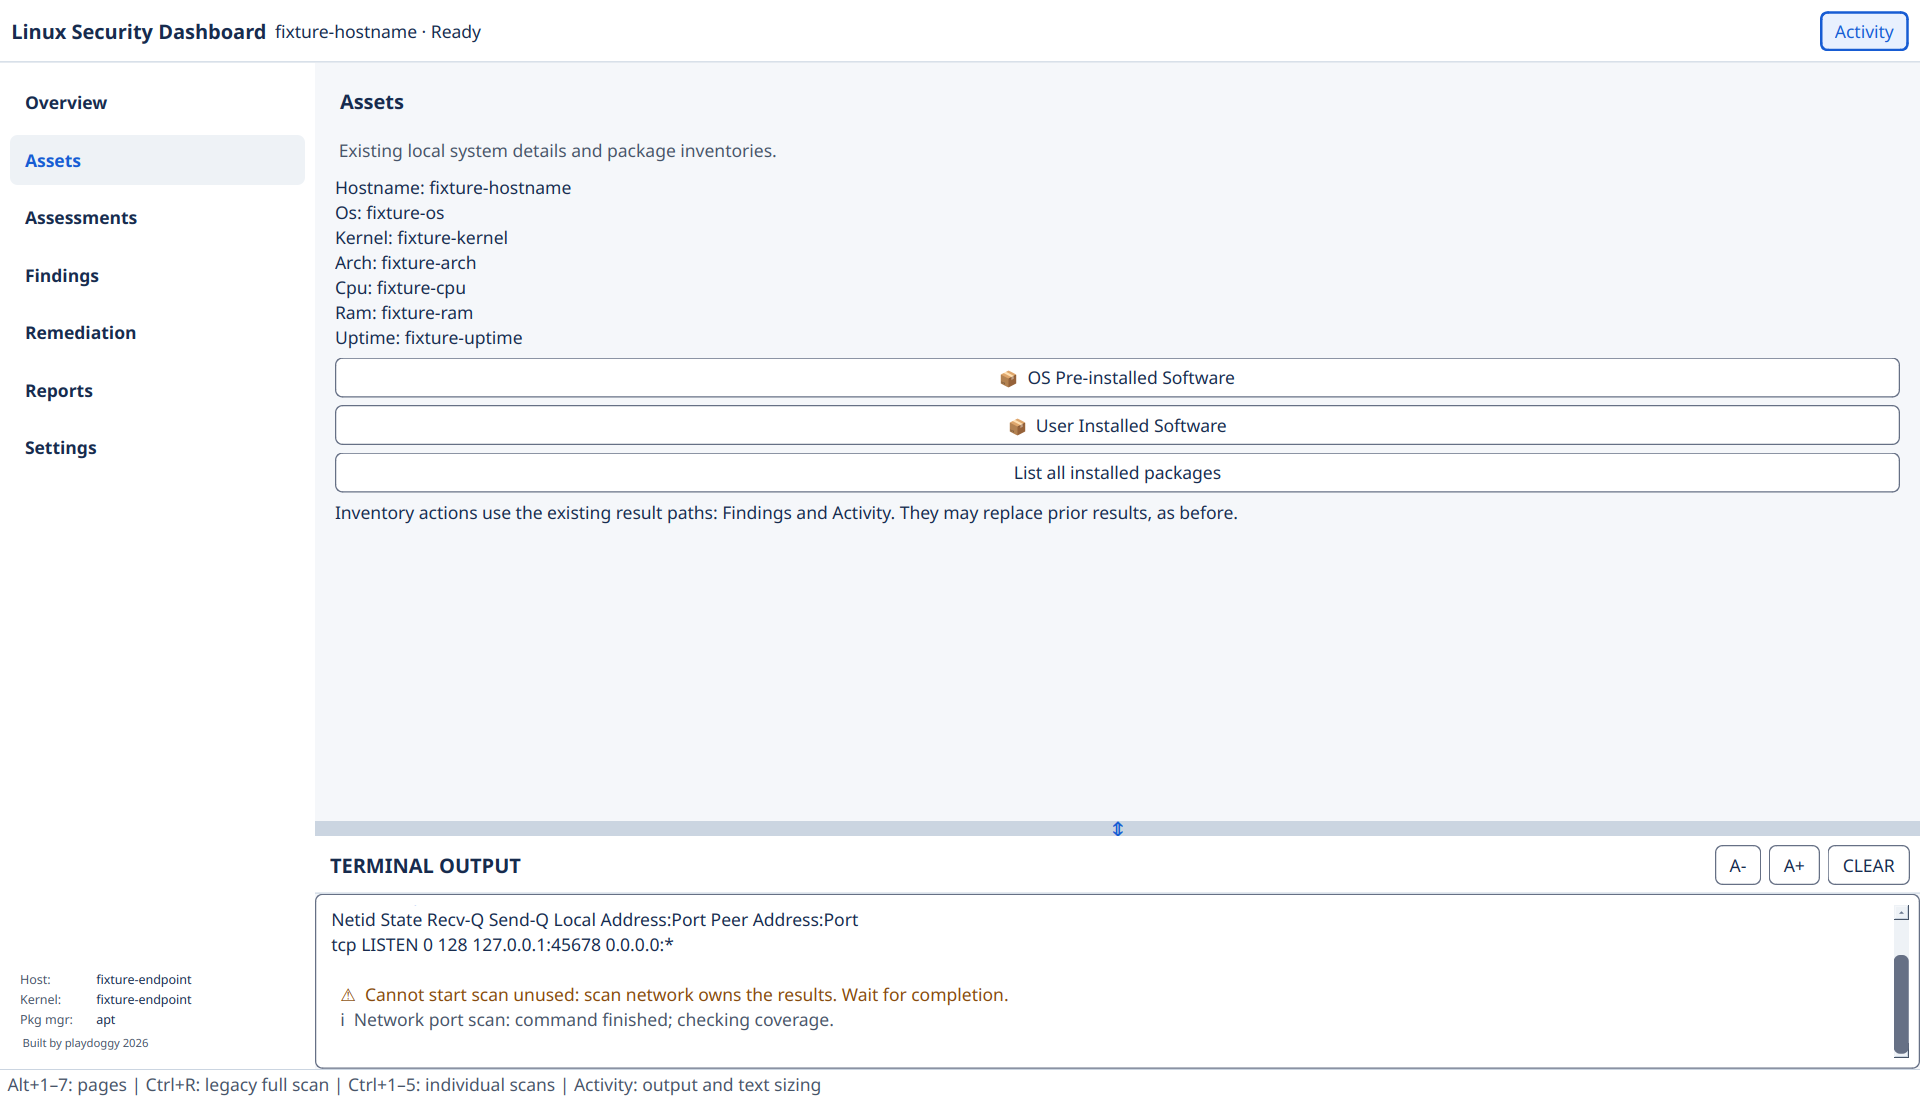 Linux Security Dashboard fixture-hostname · Ready
Activity
Overview
Assets
Assessments
Findings
Remediation
Reports
Settings
Host: fixture-endpoint
Kernel: fixture-endpoint
Pkg mgr: apt
Built by playdoggy 2026
Assets
Existing local system details and package inventories.
Hostname: fixture-hostname
Os: fixture-os
Kernel: fixture-kernel
Arch: fixture-arch
Cpu: fixture-cpu
Ram: fixture-ram
Uptime: fixture-uptime
📦 OS Pre-installed Software
📦 User Installed Software
List all installed packages
Inventory actions use the existing result paths: Findings and Activity. They may replace prior results, as before.
⇕
TERMINAL OUTPUT
A- A+ CLEAR
Netid State Recv-Q Send-Q Local Address:Port Peer Address:Port
tcp LISTEN 0 128 127.0.0.1:45678 0.0.0.0:*
⚠ Cannot start scan unused: scan network owns the results. Wait for completion.
i Network port scan: command finished; checking coverage.
Alt+1–7: pages | Ctrl+R: legacy full scan | Ctrl+1–5: individual scans | Activity: output and text sizing